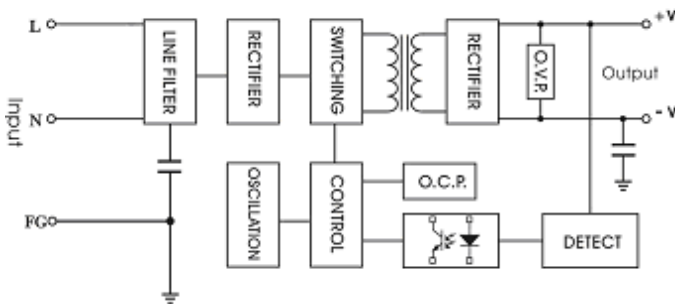 L
LINE FILTER
RECTIFIER
SWITCHING
RECTIFIER
O.V.P.
+V
Output
Input
N
-V
FG
OSCILLATION
CONTROL
O.C.P.
DETECT